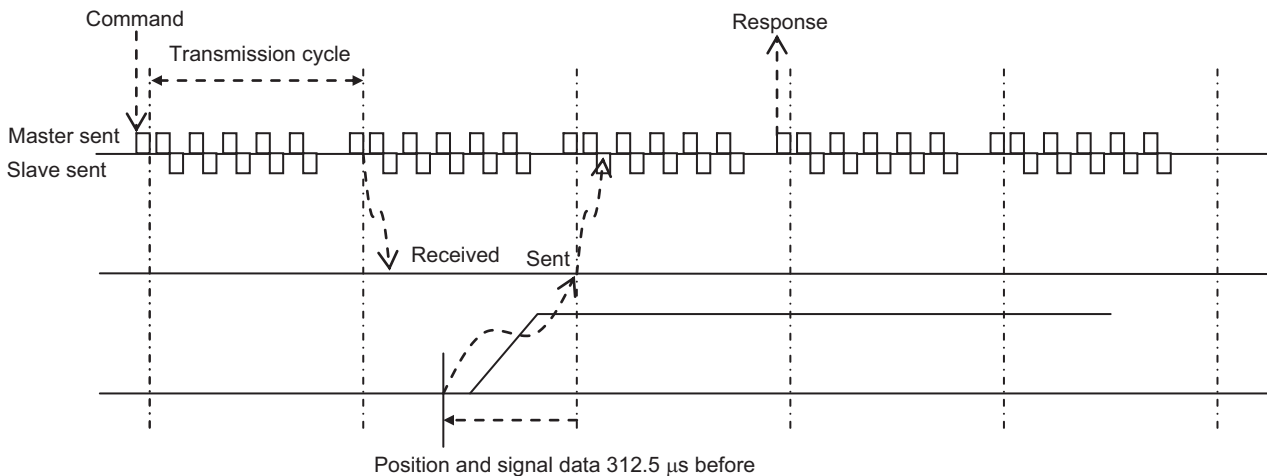 Command
Response
Transmission cycle
Master sent
Slave sent
Received
Sent
Position and signal data 312.5 μs before